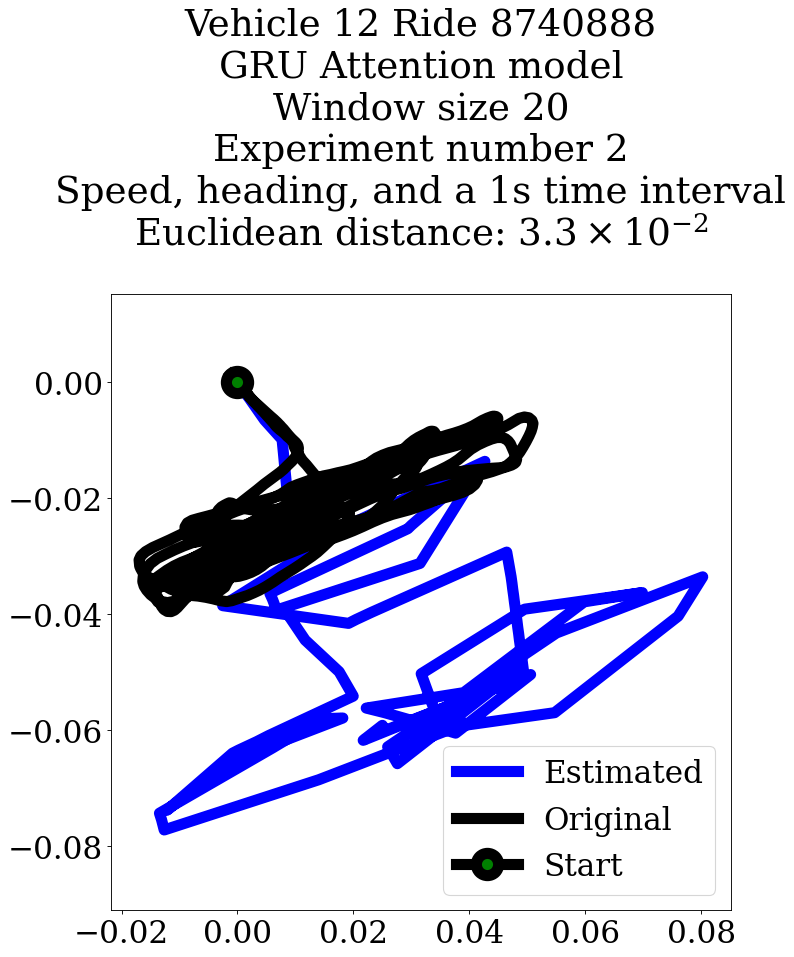 Vehicle 12 Ride 8740888
GRU Attention model
Window size 20
Experiment number 2
Speed, heading, and a 1s time interval
Euclidean distance: 3.3 × 10⁻²
0.00
−0.02
−0.04
−0.06
−0.08
Estimated
Original
Start
−0.02 0.00 0.02 0.04 0.06 0.08